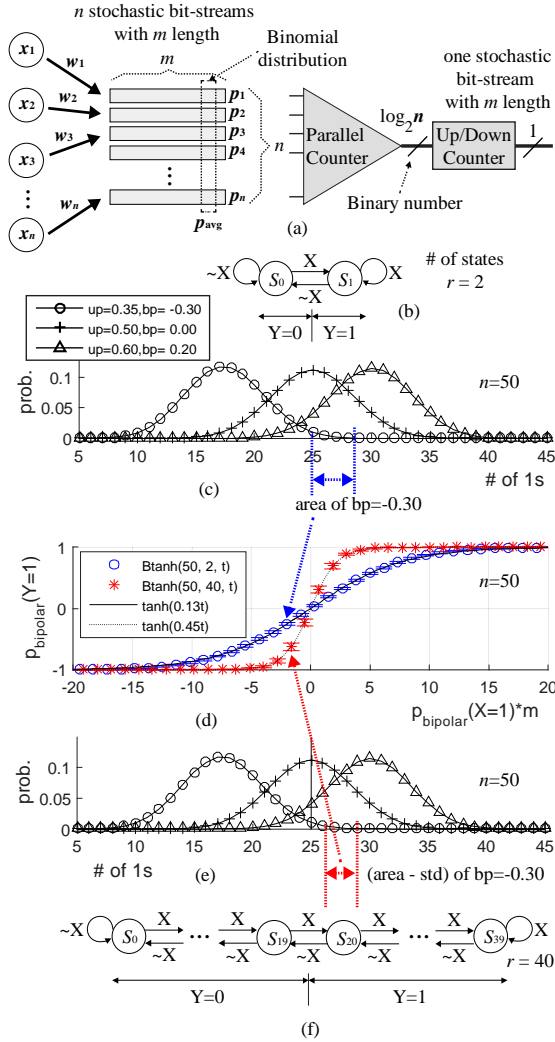 n stochastic bit-streams
with m length
Binomial
distribution
m
x1
x2
x3
xn
w1
w2
w3
wn
p1
p2
p3
p4
pn
pavg
n
Parallel
Counter
log2n
Up/Down
Counter
1
one stochastic
bit-stream
with m length
Binary number
(a)
~X
S0
X
~X
S1
X
# of states
r = 2
Y=0
Y=1
(b)
up=0.35,bp= -0.30
up=0.50,bp= 0.00
up=0.60,bp= 0.20
prob.
0.1
0.05
0
n=50
5 10 15 20 25 30 35 40 45
# of 1s
(c)
area of bp=-0.30
pbipolar(Y=1)
1
0
-1
Btanh(50, 2, t)
Btanh(50, 40, t)
tanh(0.13t)
tanh(0.45t)
n=50
-20 -15 -10 -5 0 5 10 15 20
pbipolar(X=1)*m
(d)
prob.
0.1
0.05
0
n=50
5 10 15 20 25 30 35 40 45
# of 1s
(e)
(area - std) of bp=-0.30
~X
S0
X
~X
...
X
~X
S19
X
~X
S20
X
~X
...
X
~X
S39
X
r = 40
Y=0
Y=1
(f)